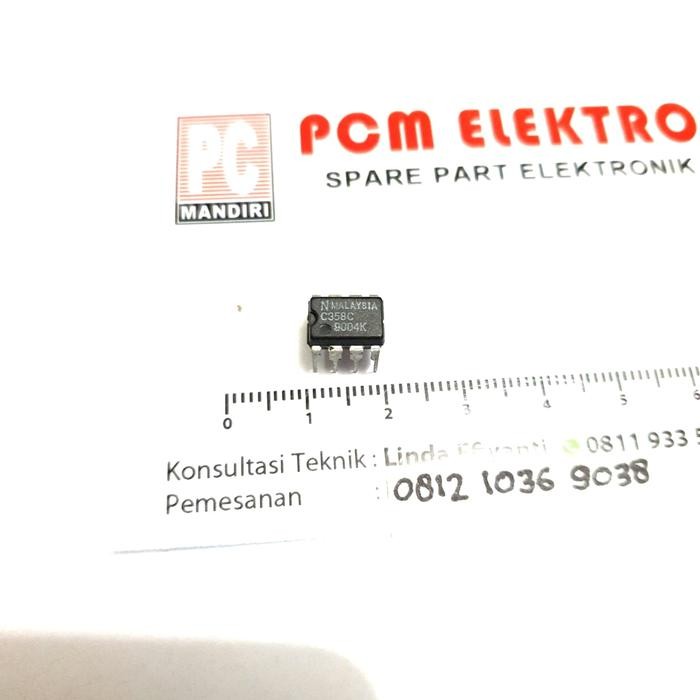 PC
MANDIRI
PCM ELEKTRO
SPARE PART ELEKTRONIK
N MALAYSIA
C358C
9004K
0 1 2 3 4 5 6
Konsultasi Teknik : Linda 0811 933
Pemesanan : 0812 1036 9038